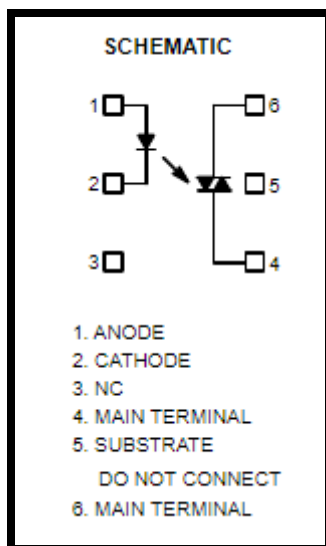 SCHEMATIC
1 6
2 5
3 4
1. ANODE
2. CATHODE
3. NC
4. MAIN TERMINAL
5. SUBSTRATE
DO NOT CONNECT
6. MAIN TERMINAL